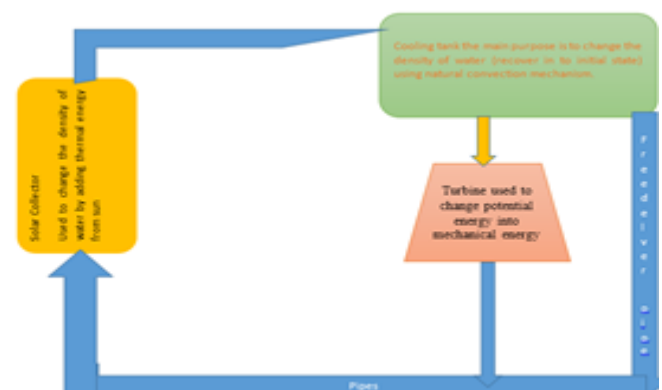 Cooling tank the main purpose is to change the
density of water (recover in to initial state)
using natural convection mechanism.
Solar Collector
Used to change the density of
water by adding thermal energy
from sun
Turbine used to
change potential
energy into
mechanical energy
Freedelver pipe
Pipes